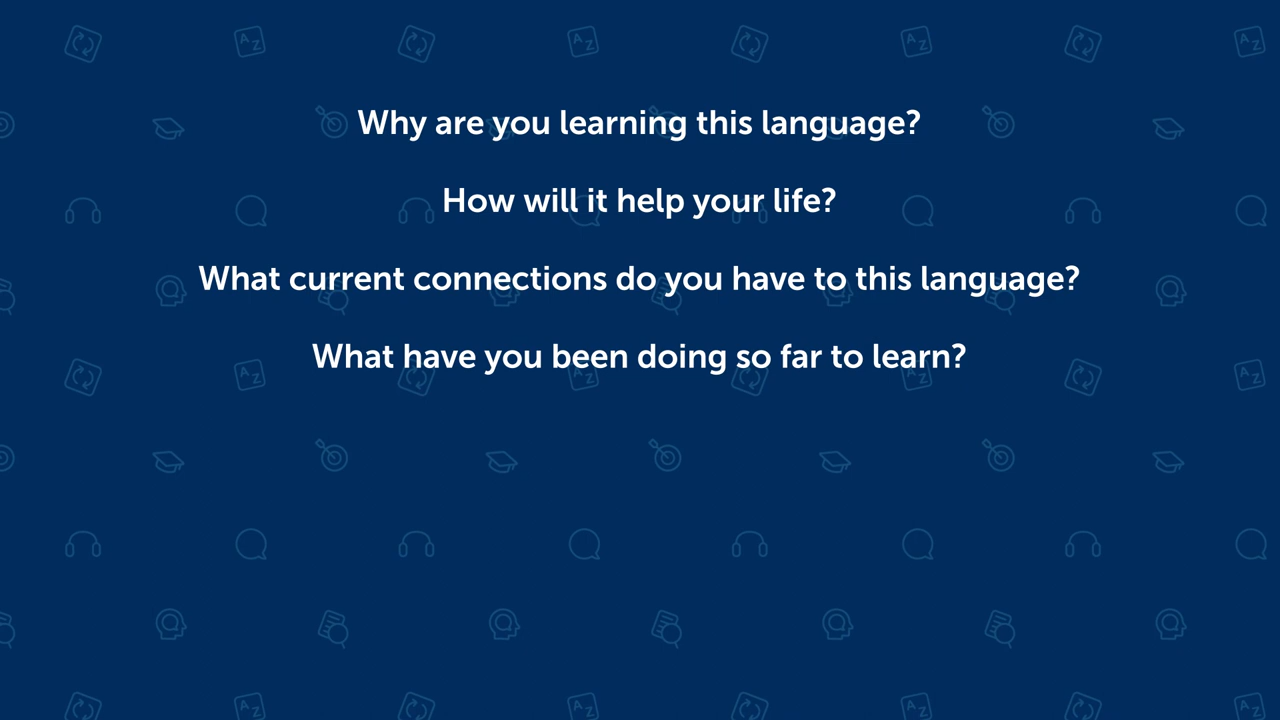 Why are you learning this language?
How will it help your life?
What current connections do you have to this language?
What have you been doing so far to learn?